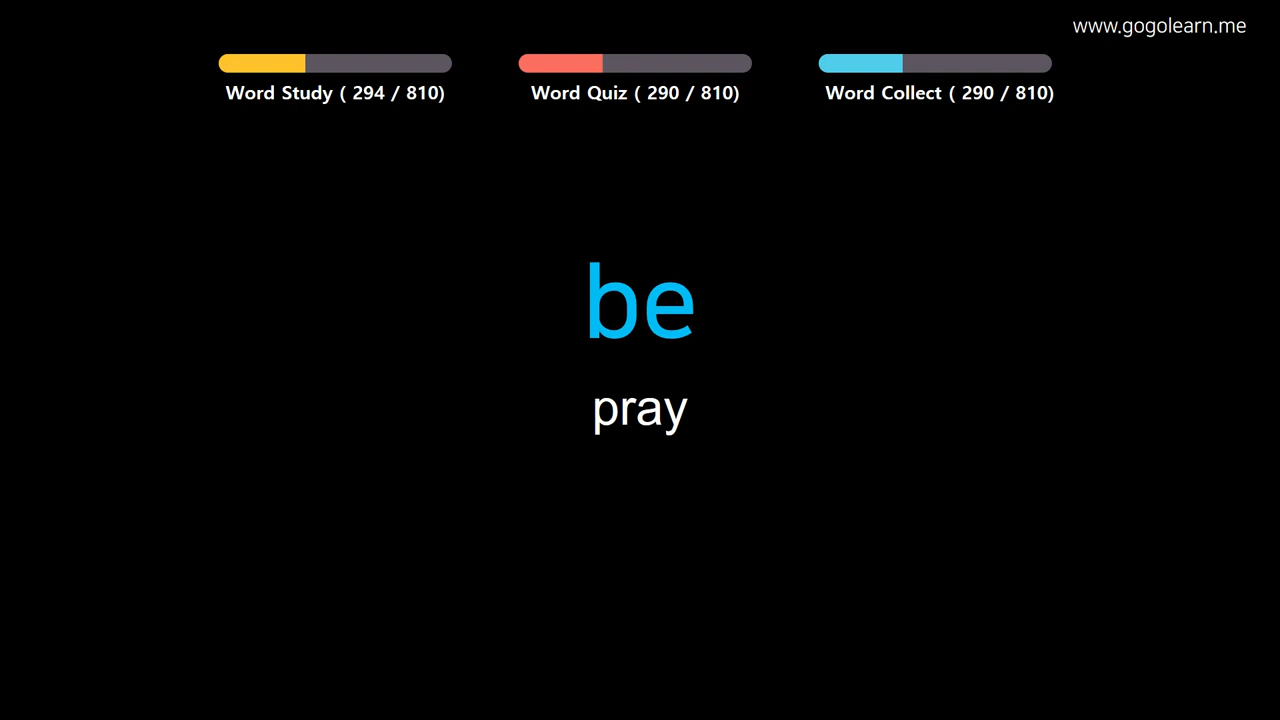 www.gogolearn.me
Word Study ( 294 / 810)
Word Quiz ( 290 / 810)
Word Collect ( 290 / 810)
be
pray